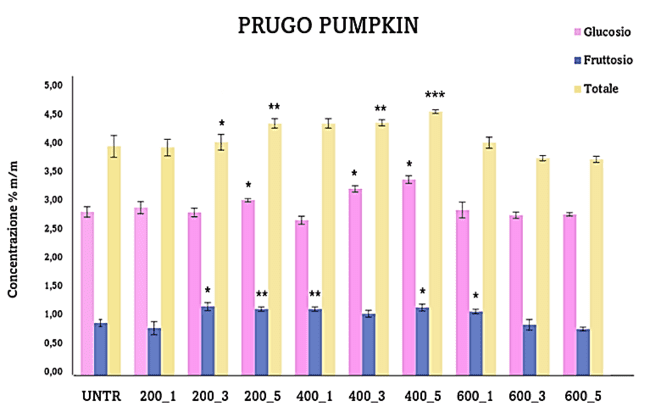 PRUGO PUMPKIN
Glucosio
Fruttosio
Totale
Concentrazione % m/m
5,00
4,50
4,00
3,50
3,00
2,50
2,00
1,50
1,00
0,50
0,00
***
** **
*
* * *
* ** ** * *
UNTR 200_1 200_3 200_5 400_1 400_3 400_5 600_1 600_3 600_5